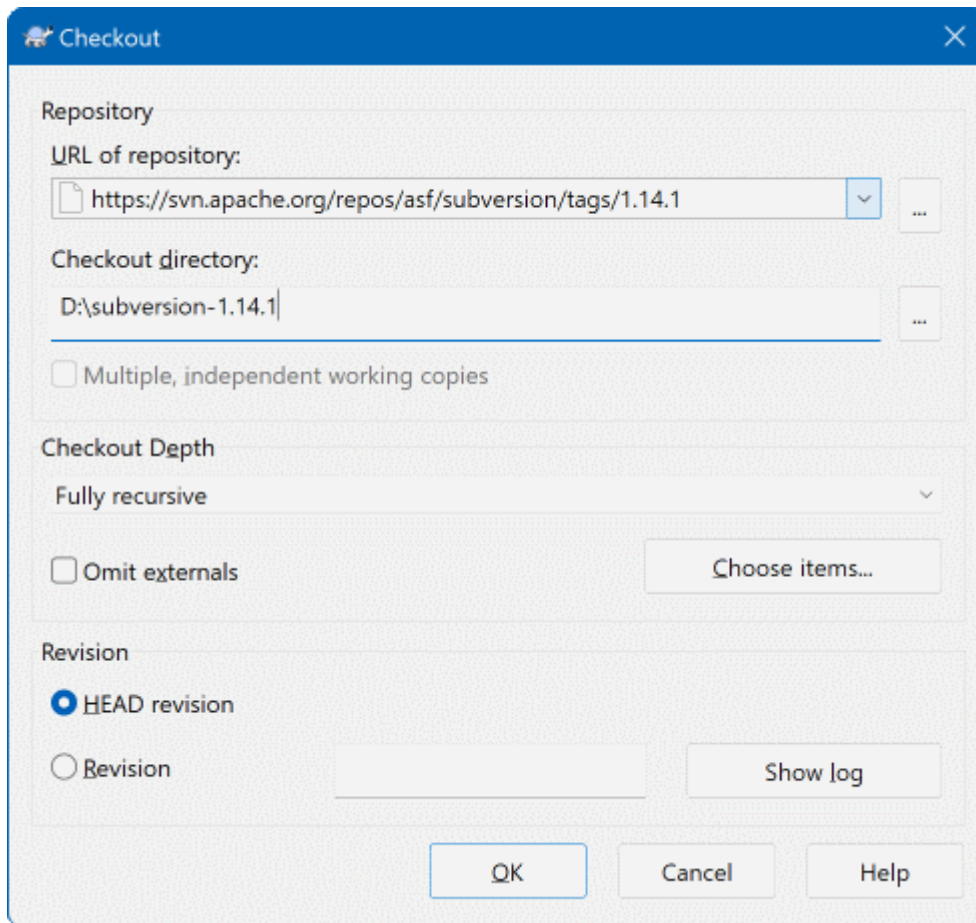 Checkout
Repository
URL of repository:
https://svn.apache.org/repos/asf/subversion/tags/1.14.1
...
Checkout directory:
D:\subversion-1.14.1
...
Multiple, independent working copies
Checkout Depth
Fully recursive
Omit externals
Choose items...
Revision
HEAD revision
Revision
Show log
OK Cancel Help